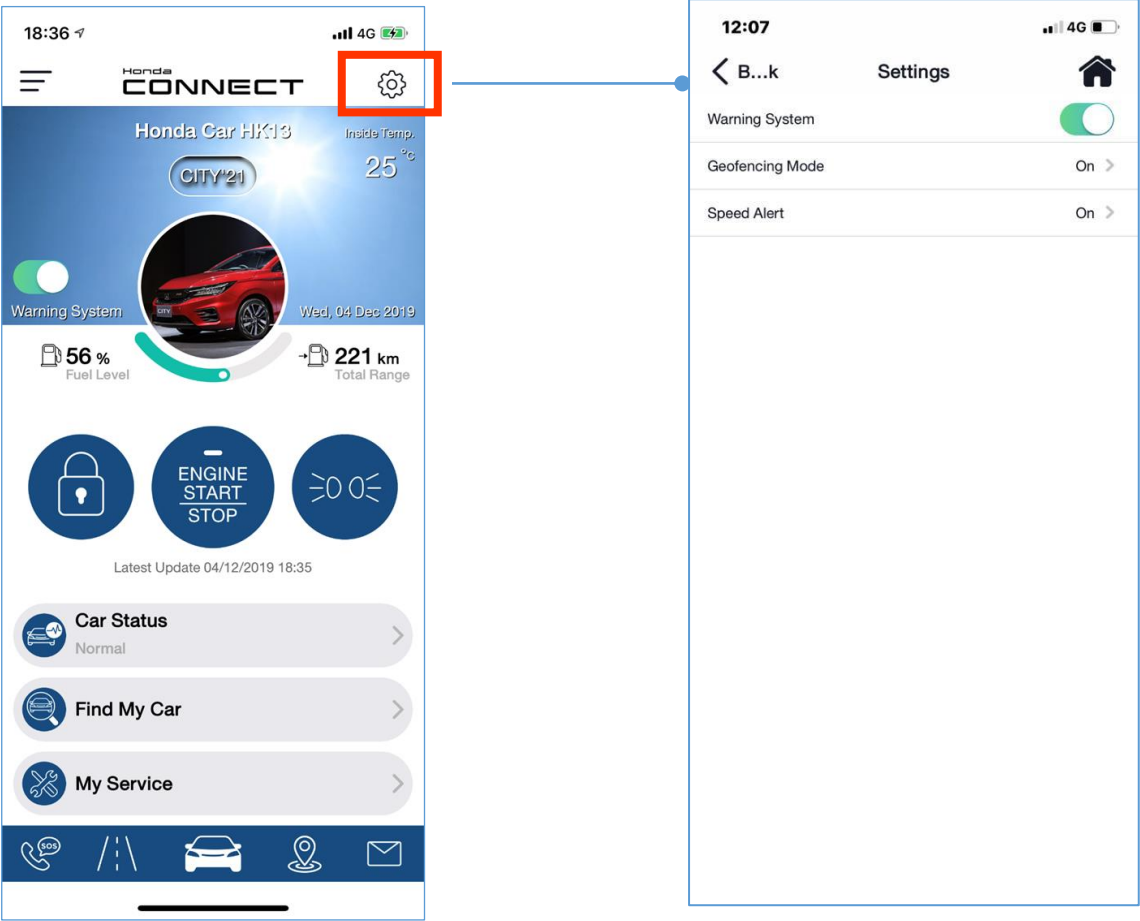 18:36
4G
Honda
CONNECT
Honda Car HK13
Inside Temp.
25 °c
CITY'21
CITY
Warning System
Wed, 04 Dec 2019
56 %
Fuel Level
221 km
Total Range
ENGINE
START
STOP
Latest Update 04/12/2019 18:35
Car Status
Normal
Find My Car
My Service
SOS
12:07
4G
B...k
Settings
Warning System
Geofencing Mode
On
Speed Alert
On